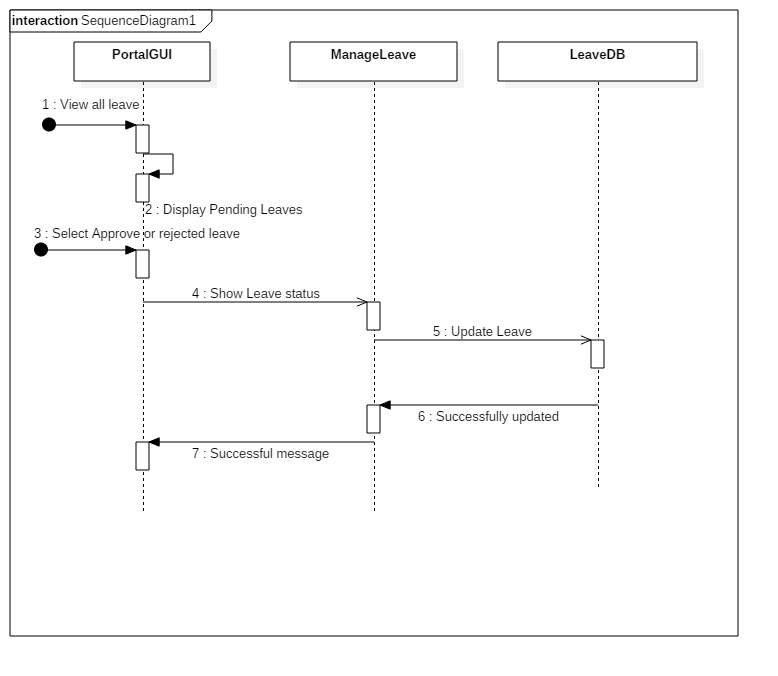 interaction SequenceDiagram1
PortalGUI
ManageLeave
LeaveDB
1 : View all leave
2 : Display Pending Leaves
3 : Select Approve or rejected leave
4 : Show Leave status
5 : Update Leave
6 : Successfully updated
7 : Successful message